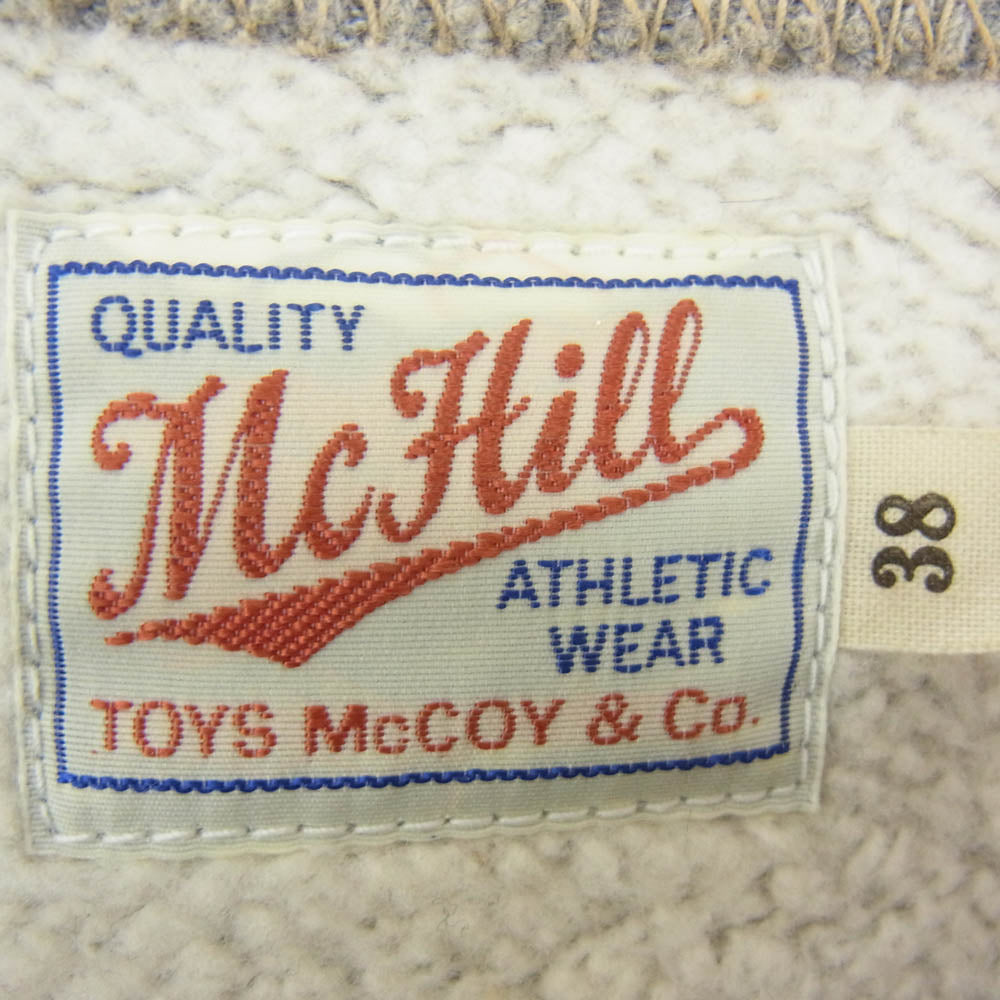 QUALITY
McHill
ATHLETIC
WEAR
TOYS McCOY & Co.
38